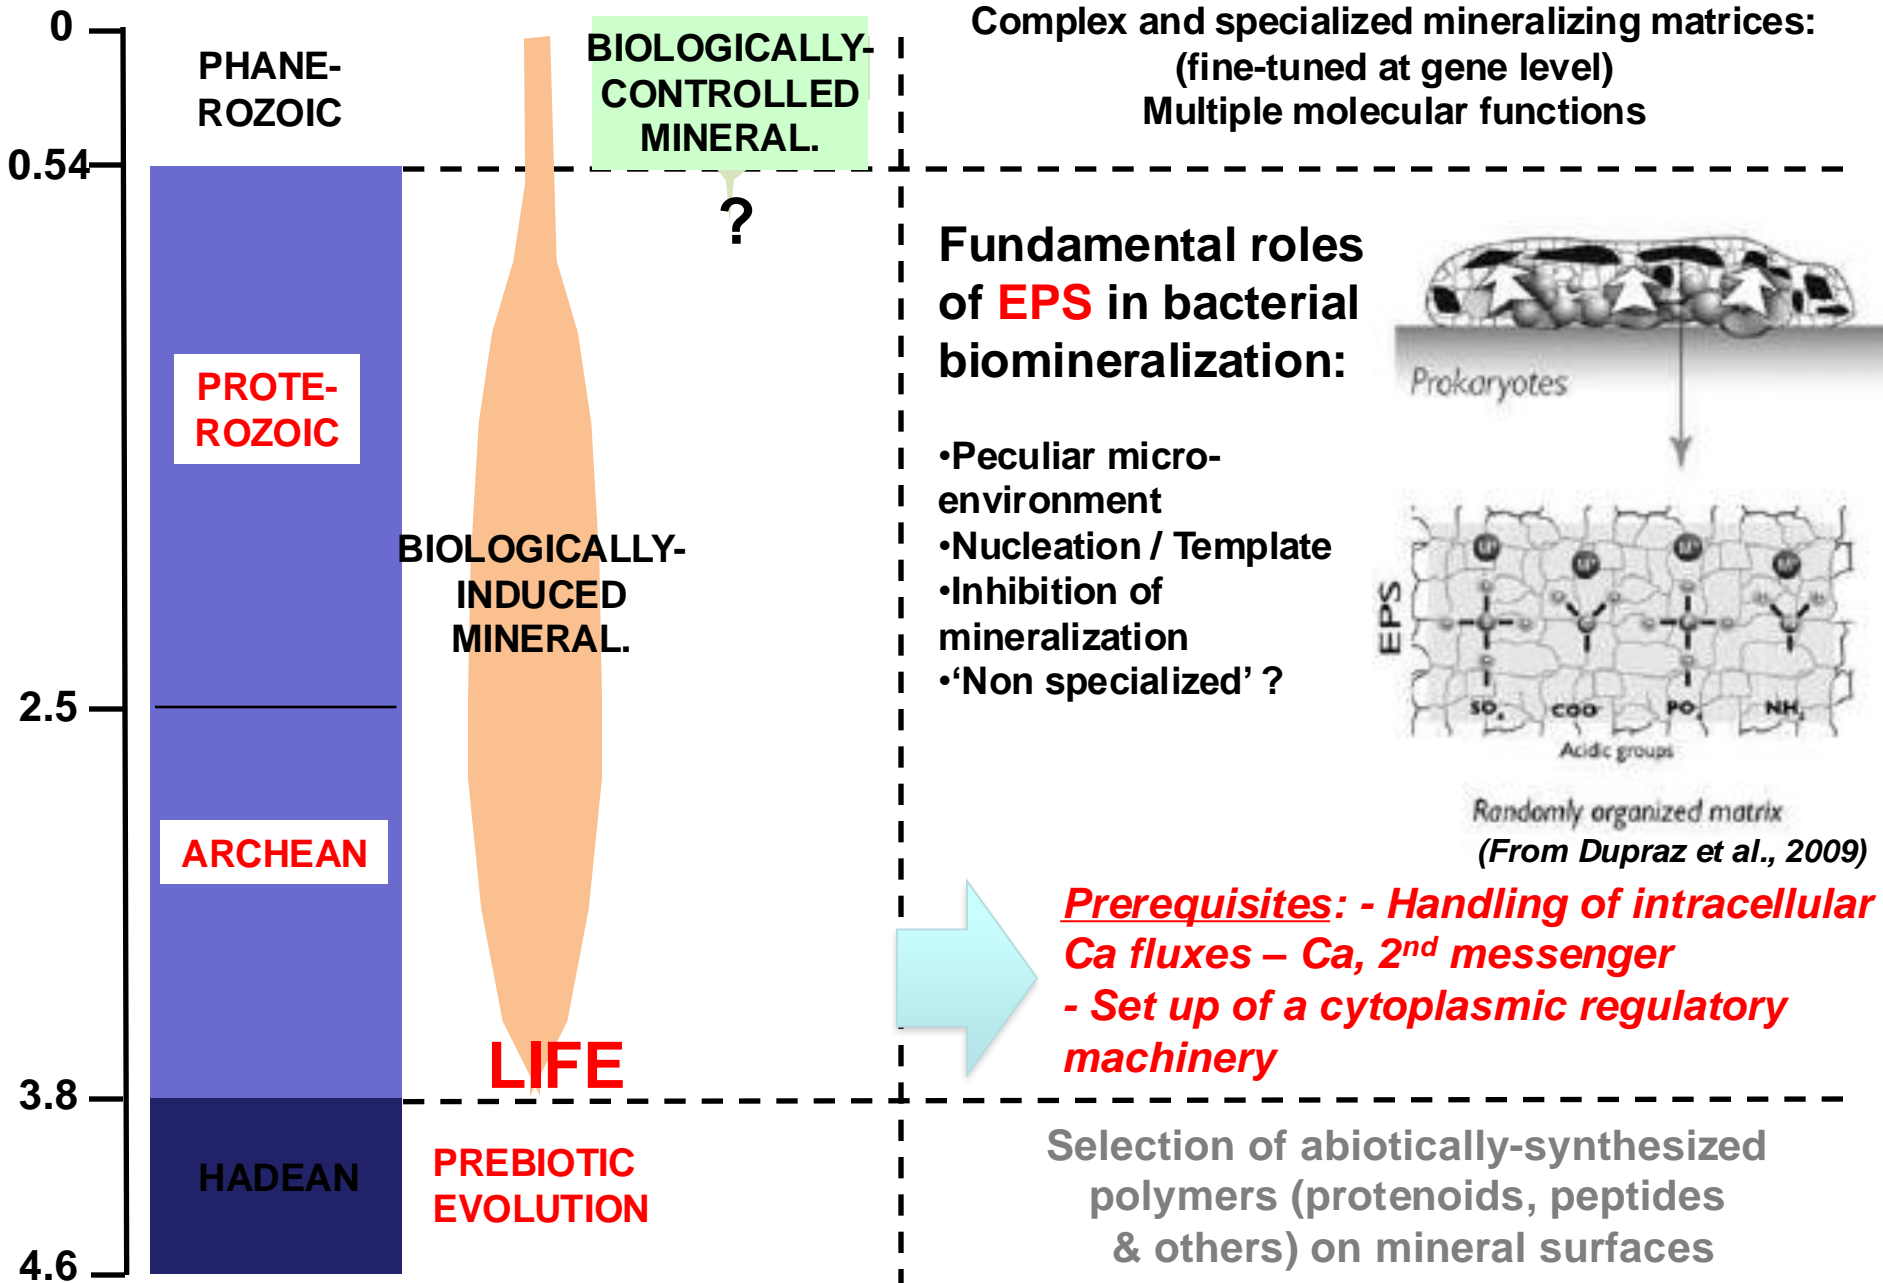 0
PHANE-
ROZOIC
0.54
PROTE-
ROZOIC
2.5
ARCHEAN
3.8
HADEAN
4.6
BIOLOGICALLY-
CONTROLLED
MINERAL.
?
BIOLOGICALLY-
INDUCED
MINERAL.
LIFE
PREBIOTIC
EVOLUTION
Complex and specialized mineralizing matrices:
(fine-tuned at gene level)
Multiple molecular functions
Fundamental roles
of EPS in bacterial
biomineralization:
•Peculiar micro-
environment
•Nucleation / Template
•Inhibition of
mineralization
•‘Non specialized’ ?
Prokaryotes
EPS
SO₄ COO⁻ PO₄ NH₂
Acidic groups
Randomly organized matrix
(From Dupraz et al., 2009)
Prerequisites: - Handling of intracellular
Ca fluxes – Ca, 2nd messenger
- Set up of a cytoplasmic regulatory
machinery
Selection of abiotically-synthesized
polymers (protenoids, peptides
& others) on mineral surfaces